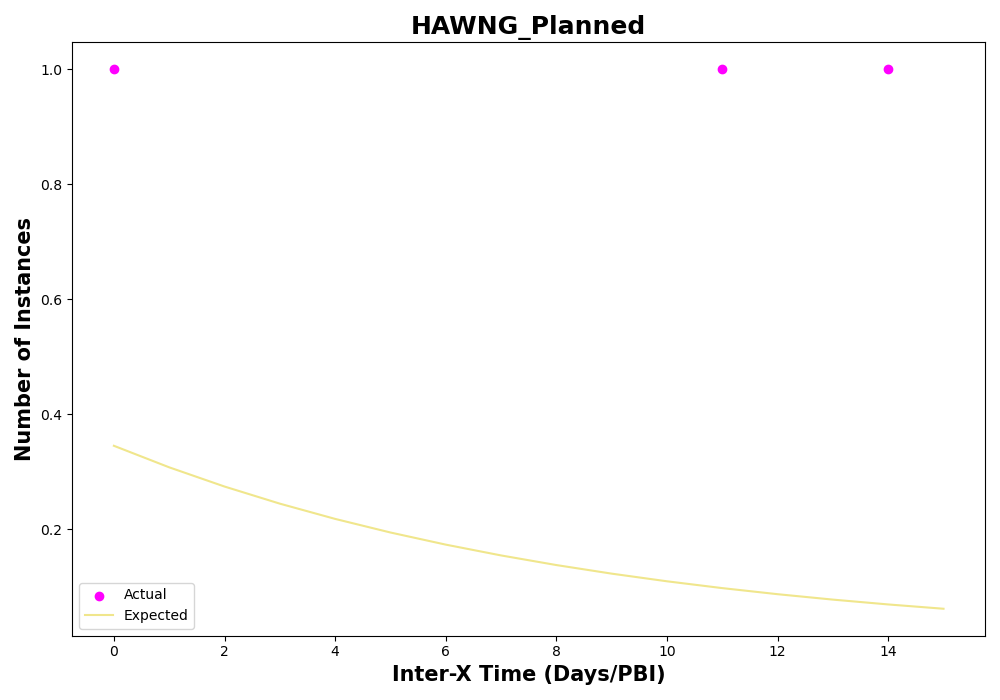 HAWNG_Planned
Number of Instances
1.0
0.8
0.6
0.4
0.2
Actual
Expected
0 2 4 6 8 10 12 14
Inter-X Time (Days/PBI)